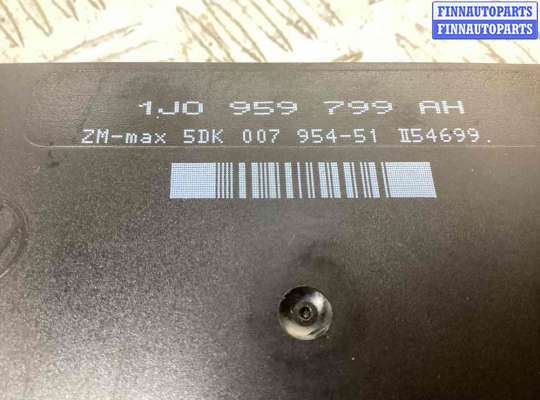 FINNAUTOPARTS
FINNAUTOPARTS
1J0 959 799 AH
ZM-max 5DK 007 954-51 II54699.